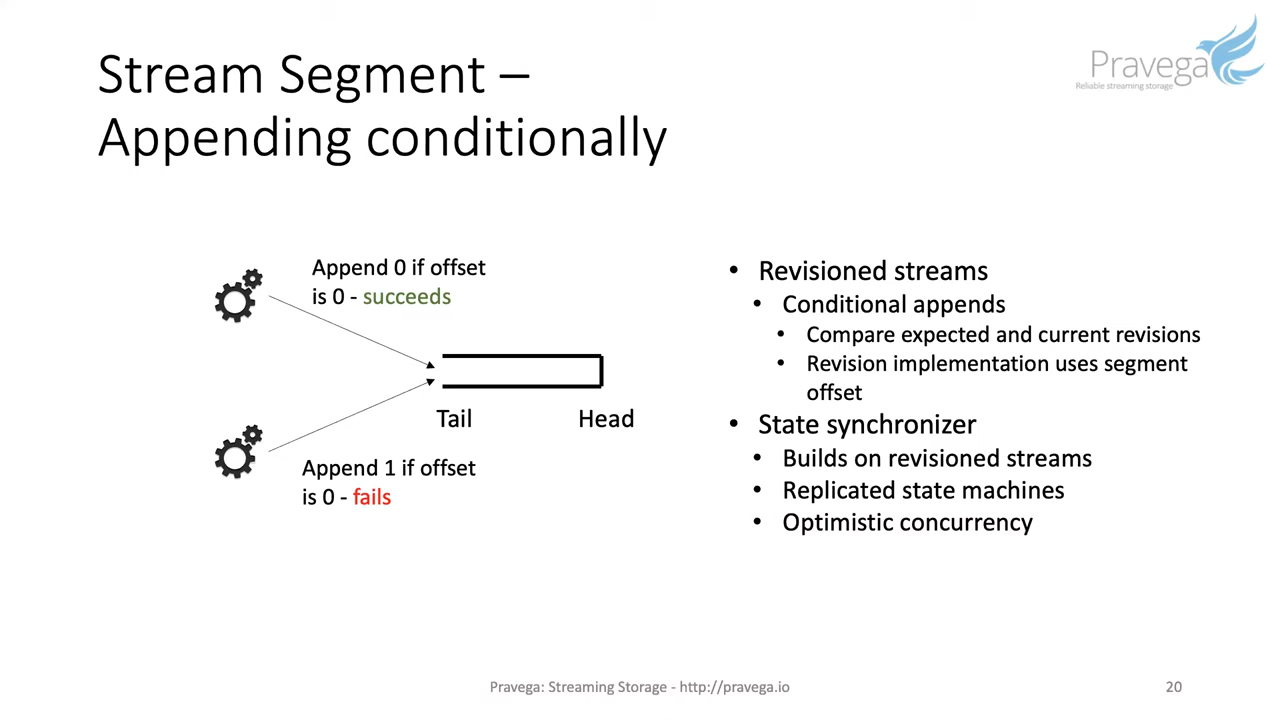 Stream Segment –
Appending conditionally
Pravega
Reliable streaming storage
Append 0 if offset
is 0 - succeeds
Tail
Head
Append 1 if offset
is 0 - fails
• Revisioned streams
• Conditional appends
• Compare expected and current revisions
• Revision implementation uses segment
offset
• State synchronizer
• Builds on revisioned streams
• Replicated state machines
• Optimistic concurrency
Pravega: Streaming Storage - http://pravega.io
20